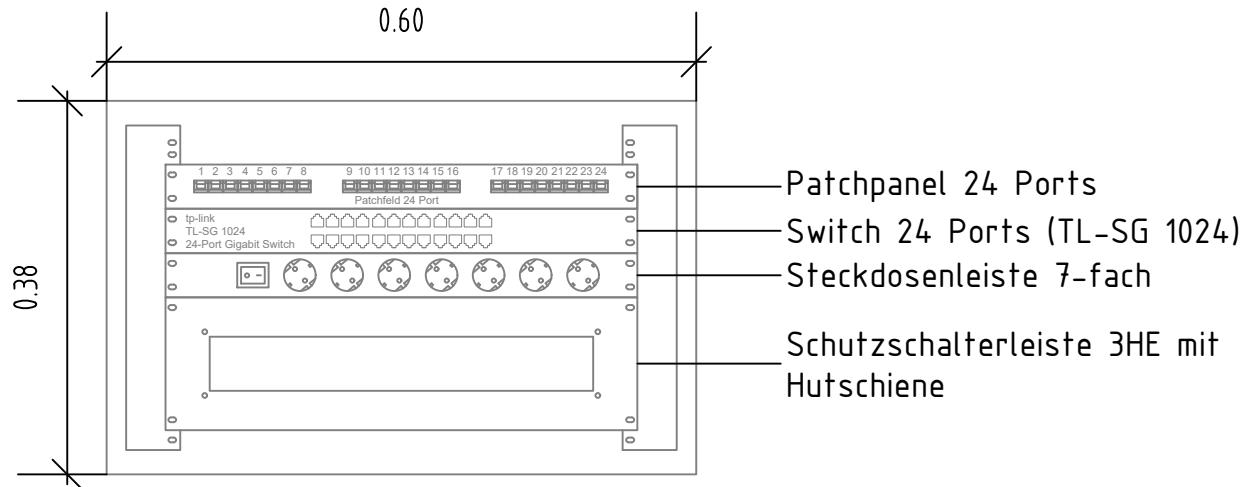 0.60
0.38
1 2 3 4 5 6 7 8 9 10 11 12 13 14 15 16 17 18 19 20 21 22 23 24
Patchfeld 24 Port
Patchpanel 24 Ports
tp-link
TL-SG 1024
24-Port Gigabit Switch
Switch 24 Ports (TL-SG 1024)
Steckdosenleiste 7-fach
Schutzschalterleiste 3HE mit
Hutschiene